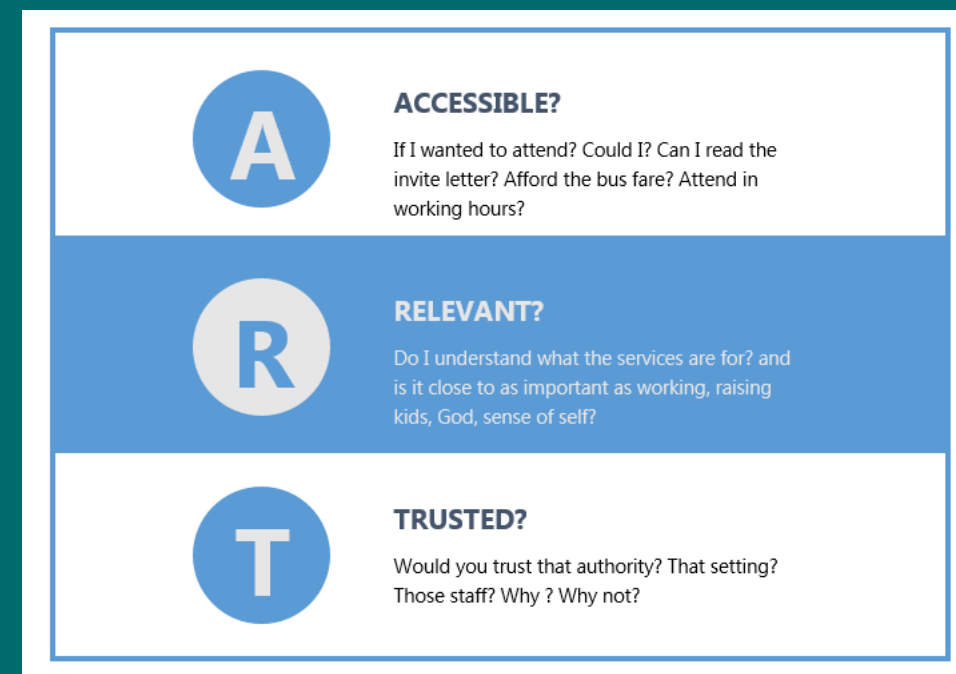 A
ACCESSIBLE?
If I wanted to attend? Could I? Can I read the
invite letter? Afford the bus fare? Attend in
working hours?
R
RELEVANT?
Do I understand what the services are for? and
is it close to as important as working, raising
kids, God, sense of self?
T
TRUSTED?
Would you trust that authority? That setting?
Those staff? Why ? Why not?